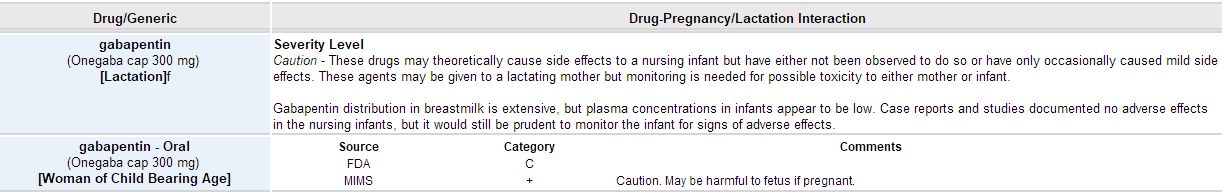 Drug/Generic Drug-Pregnancy/Lactation Interaction
gabapentin
(Onegaba cap 300 mg)
[Lactation]f
Severity Level
Caution - These drugs may theoretically cause side effects to a nursing infant but have either not been observed to do so or have only occasionally caused mild side
effects. These agents may be given to a lactating mother but monitoring is needed for possible toxicity to either mother or infant.
Gabapentin distribution in breastmilk is extensive, but plasma concentrations in infants appear to be low. Case reports and studies documented no adverse effects
in the nursing infants, but it would still be prudent to monitor the infant for signs of adverse effects.
gabapentin - Oral
(Onegaba cap 300 mg)
[Woman of Child Bearing Age]
Source Category Comments
FDA C
MIMS + Caution. May be harmful to fetus if pregnant.